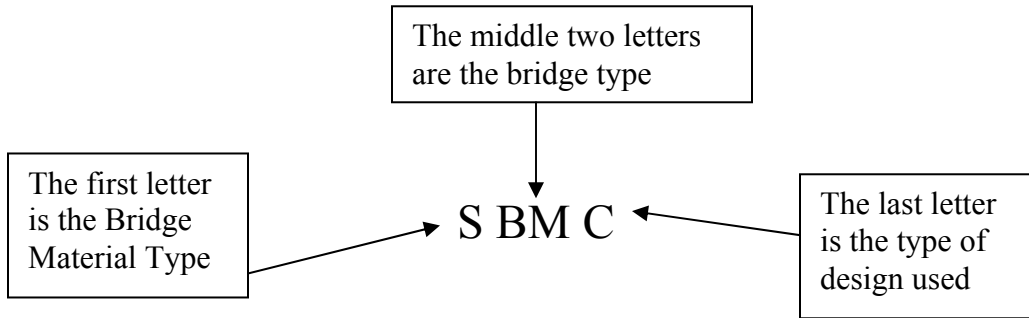 The middle two letters
are the bridge type
The first letter
is the Bridge
Material Type
S BM C
The last letter
is the type of
design used